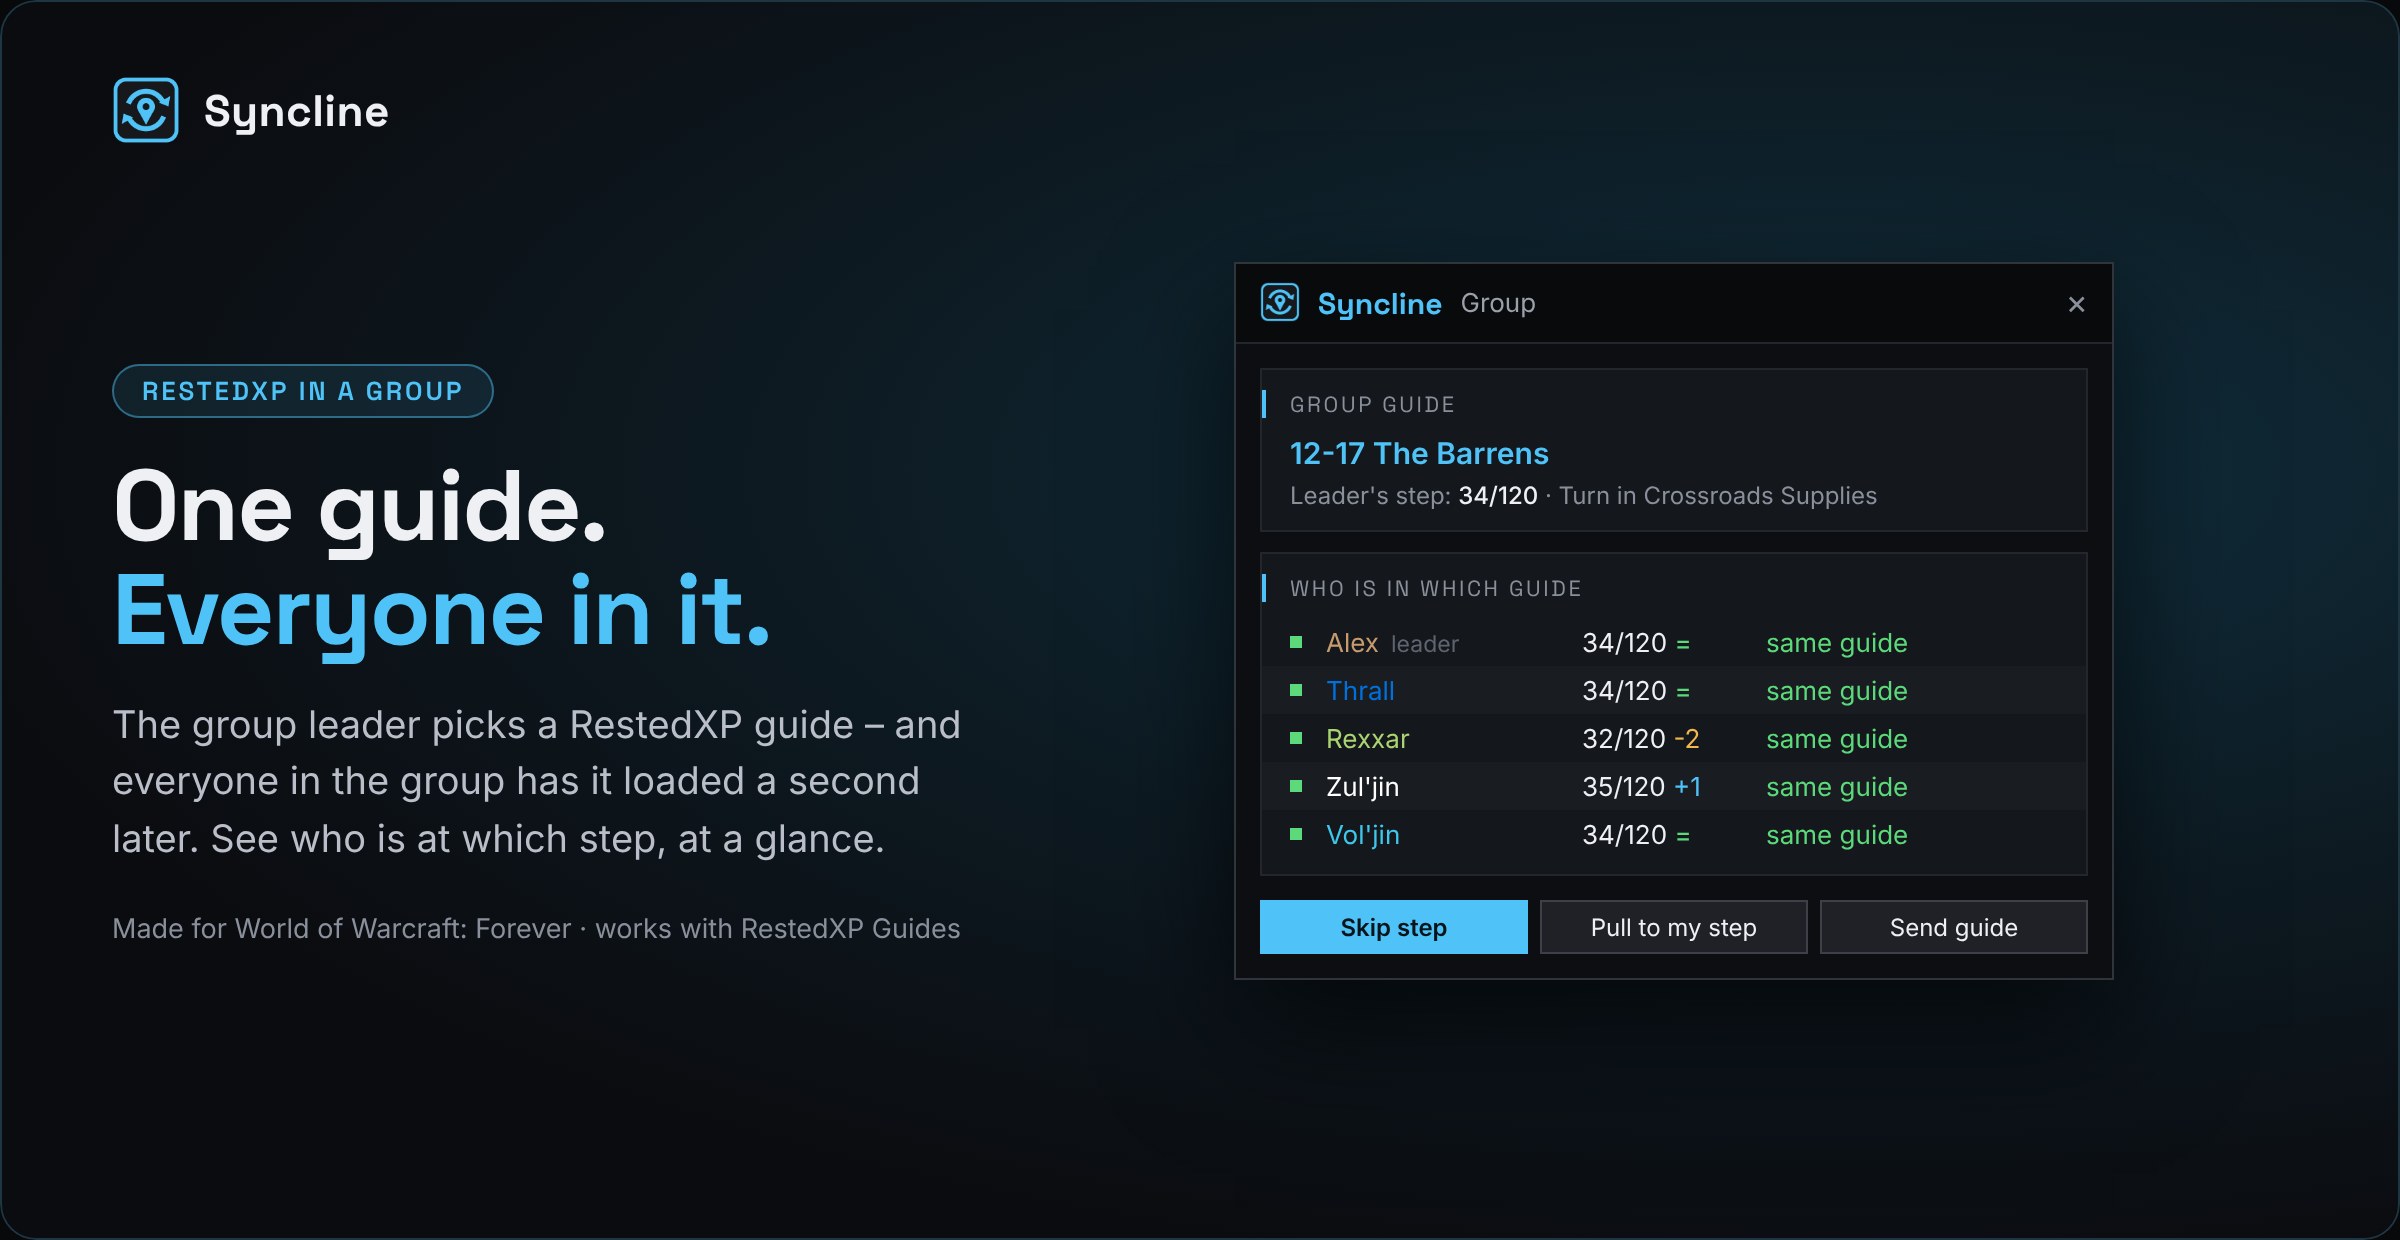 Syncline
RESTEDXP IN A GROUP
One guide.
Everyone in it.
The group leader picks a RestedXP guide – and
everyone in the group has it loaded a second
later. See who is at which step, at a glance.
Made for World of Warcraft: Forever · works with RestedXP Guides
Syncline Group ×
GROUP GUIDE
12-17 The Barrens
Leader's step: 34/120 · Turn in Crossroads Supplies
WHO IS IN WHICH GUIDE
Alex leader 34/120 = same guide
Thrall 34/120 = same guide
Rexxar 32/120 -2 same guide
Zul'jin 35/120 +1 same guide
Vol'jin 34/120 = same guide
Skip step Pull to my step Send guide